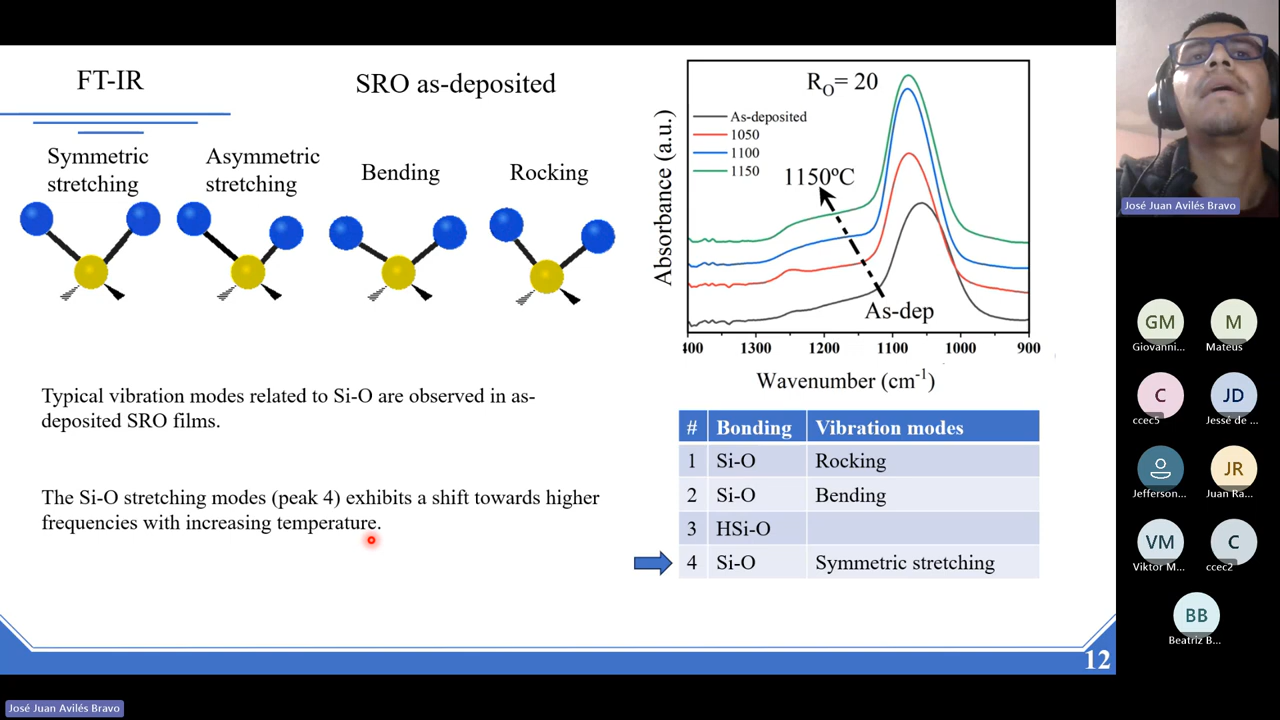 FT-IR
SRO as-deposited
Symmetric
stretching
Asymmetric
stretching
Bending
Rocking
Typical vibration modes related to Si-O are observed in as-
deposited SRO films.
The Si-O stretching modes (peak 4) exhibits a shift towards higher
frequencies with increasing temperature.
Absorbance (a.u.)
R_O= 20
As-deposited
1050
1100
1150
1150ºC
As-dep
400 1300 1200 1100 1000 900
Wavenumber (cm⁻¹)
# Bonding Vibration modes
1 Si-O Rocking
2 Si-O Bending
3 HSi-O
4 Si-O Symmetric stretching
12
José Juan Avilés Bravo
José Juan Avilés Bravo
GM
Giovanni...
M
Mateus
C
ccec5
JD
Jessé de ...
Jefferson...
JR
Juan Ra...
VM
Viktor M...
C
ccec2
BB
Beatriz B...